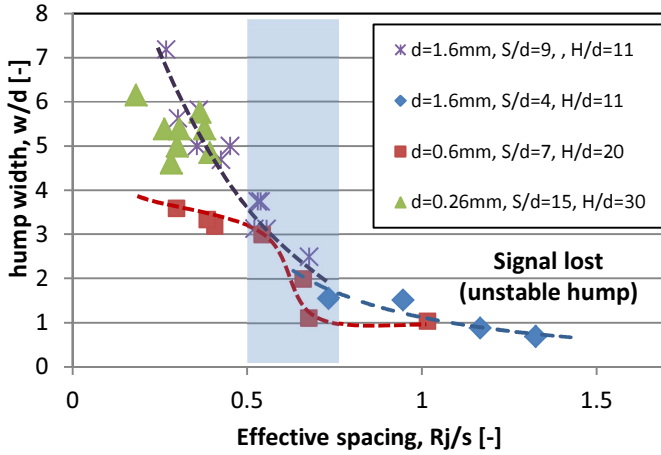 8
7
6
5
4
3
2
1
0
hump width, w/d [-]
d=1.6mm, S/d=9, , H/d=11
d=1.6mm, S/d=4, H/d=11
d=0.6mm, S/d=7, H/d=20
d=0.26mm, S/d=15, H/d=30
Signal lost
(unstable hump)
0 0.5 1 1.5
Effective spacing, Rj/s [-]